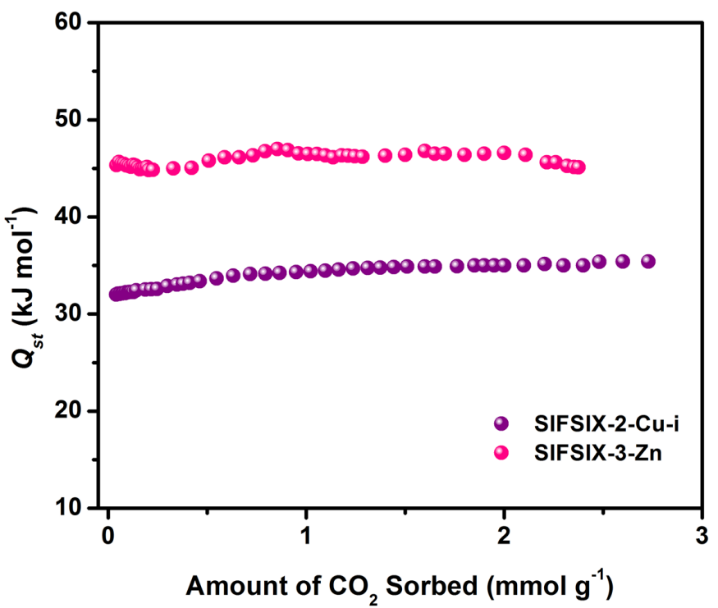 60
50
40
30
20
10
Q_st (kJ mol⁻¹)
SIFSIX-2-Cu-i
SIFSIX-3-Zn
0
1
2
3
Amount of CO₂ Sorbed (mmol g⁻¹)